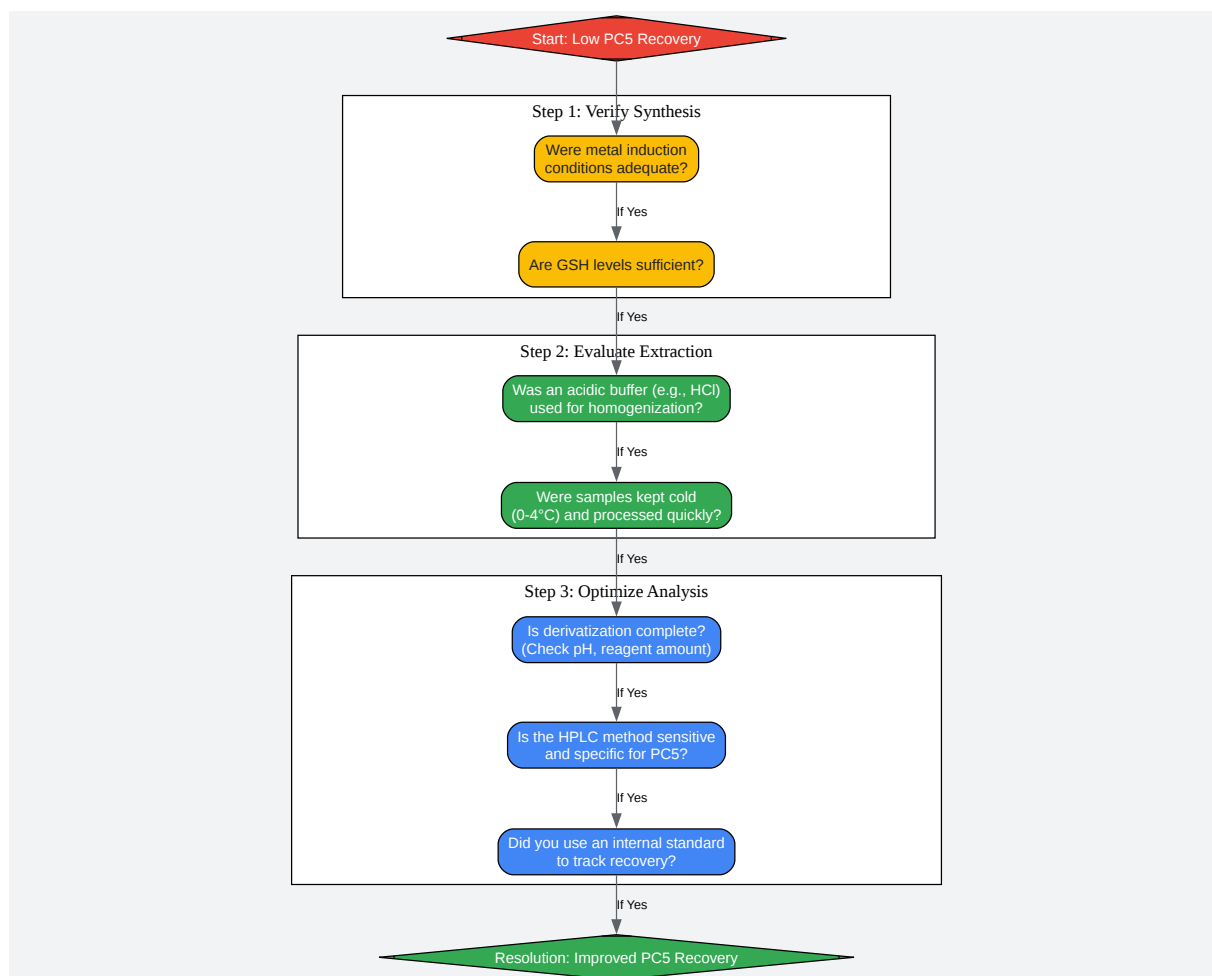 Start: Low PC5 Recovery
Step 1: Verify Synthesis
Were metal induction
conditions adequate?
If Yes
Are GSH levels sufficient?
If Yes
Step 2: Evaluate Extraction
Was an acidic buffer (e.g., HCl)
used for homogenization?
If Yes
Were samples kept cold
(0-4°C) and processed quickly?
If Yes
Step 3: Optimize Analysis
Is derivatization complete?
(Check pH, reagent amount)
If Yes
Is the HPLC method sensitive
and specific for PC5?
If Yes
Did you use an internal standard
to track recovery?
If Yes
Resolution: Improved PC5 Recovery